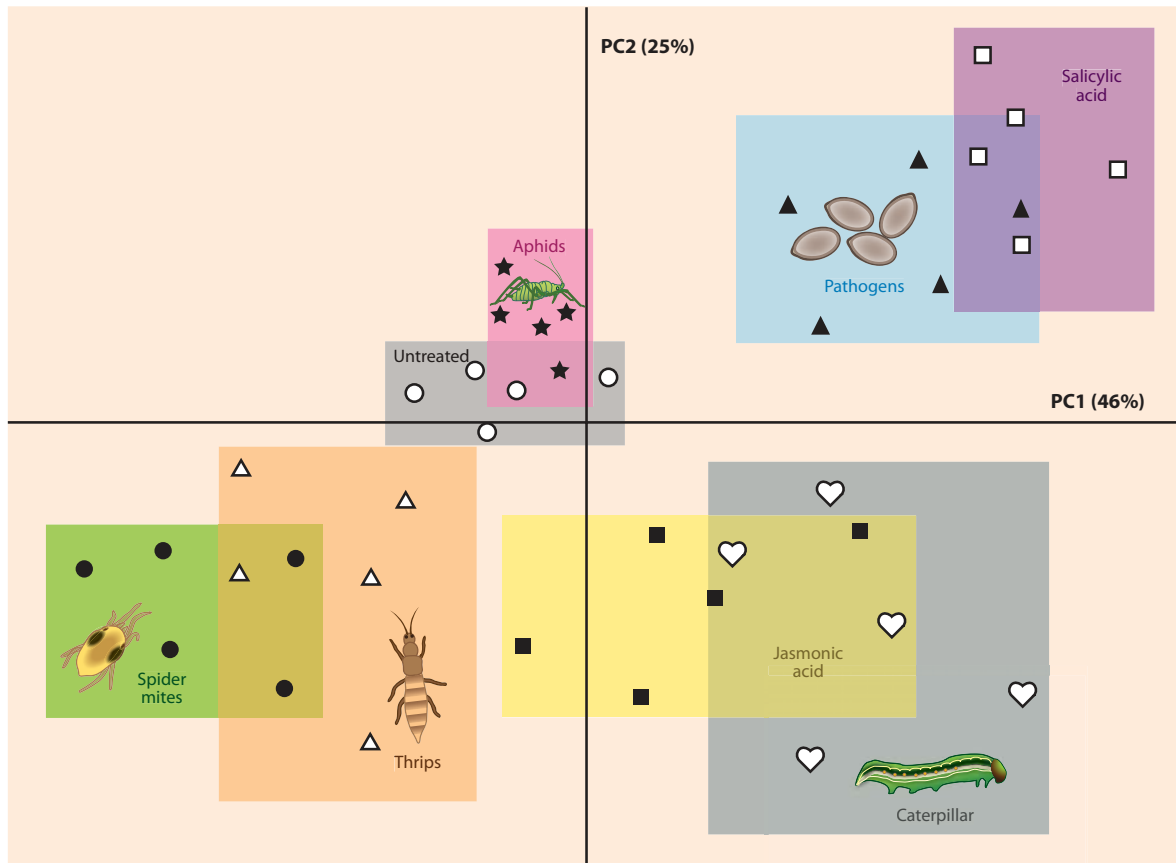 PC2 (25%)
Salicylic
acid
Aphids
Pathogens
Untreated
PC1 (46%)
Jasmonic
acid
Spider
mites
Thrips
Caterpillar